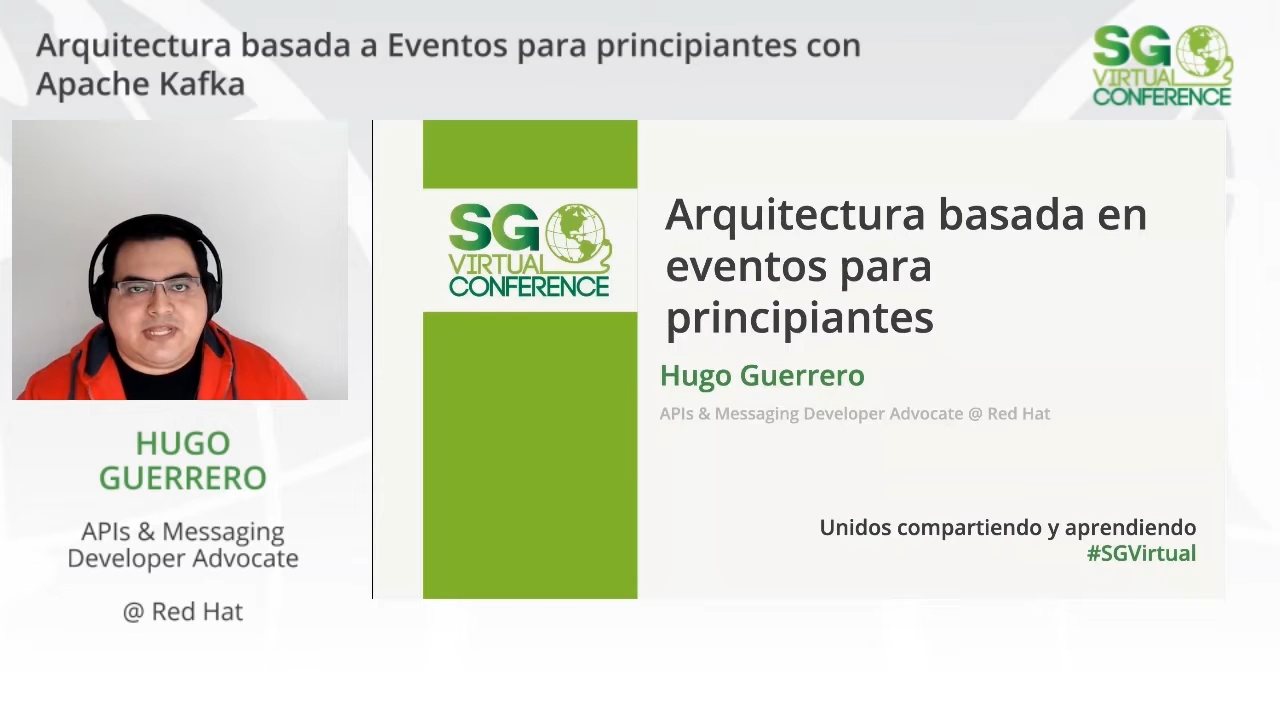 Arquitectura basada a Eventos para principiantes con
Apache Kafka
SG
VIRTUAL
CONFERENCE
SG
VIRTUAL
CONFERENCE
Arquitectura basada en
eventos para
principiantes
Hugo Guerrero
APIs & Messaging Developer Advocate @ Red Hat
Unidos compartiendo y aprendiendo
#SGVirtual
HUGO
GUERRERO
APIs & Messaging
Developer Advocate
@ Red Hat